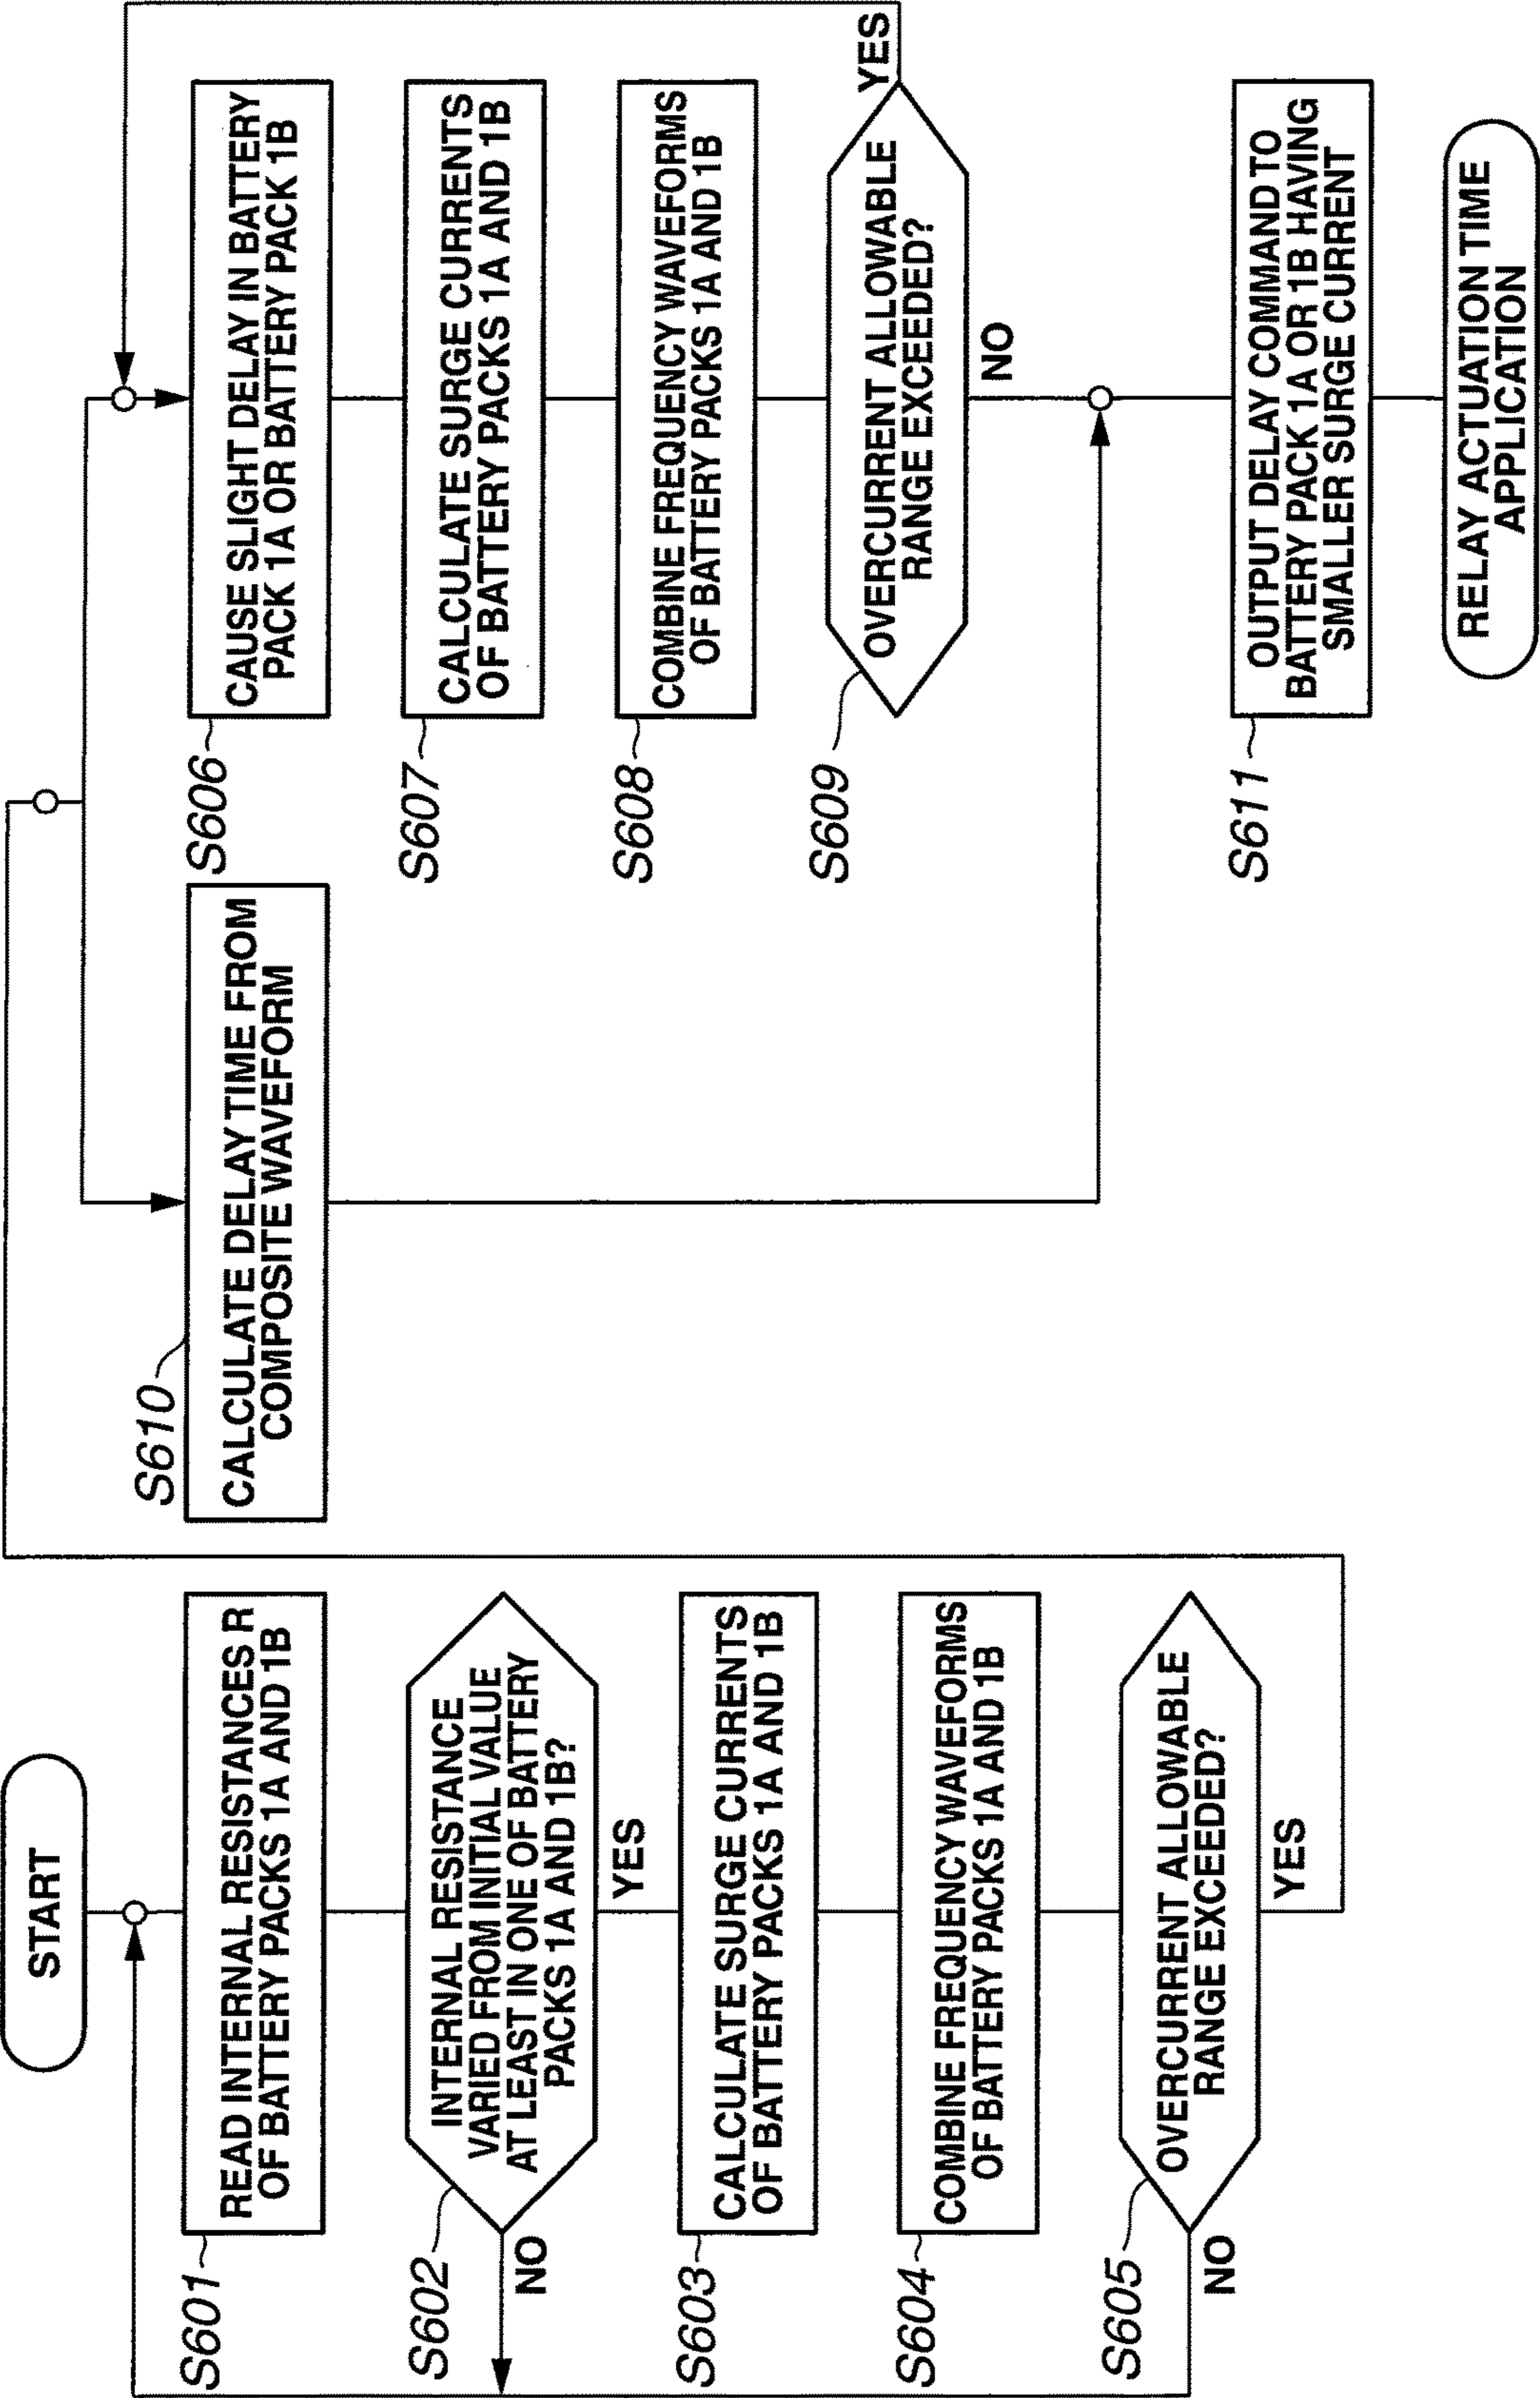 START
READ INTERNAL RESISTANCES R
OF BATTERY PACKS 1A AND 1B
S601
INTERNAL RESISTANCE
VARIED FROM INITIAL VALUE
AT LEAST IN ONE OF BATTERY
PACKS 1A AND 1B?
S602
NO
YES
CALCULATE SURGE CURRENTS
OF BATTERY PACKS 1A AND 1B
S603
COMBINE FREQUENCY WAVEFORMS
OF BATTERY PACKS 1A AND 1B
S604
OVERCURRENT ALLOWABLE
RANGE EXCEEDED?
S605
NO
YES
S610
CALCULATE DELAY TIME FROM
COMPOSITE WAVEFORM
CAUSE SLIGHT DELAY IN BATTERY
PACK 1A OR BATTERY PACK 1B
S606
CALCULATE SURGE CURRENTS
OF BATTERY PACKS 1A AND 1B
S607
COMBINE FREQUENCY WAVEFORMS
OF BATTERY PACKS 1A AND 1B
S608
OVERCURRENT ALLOWABLE
RANGE EXCEEDED?
S609
YES
NO
OUTPUT DELAY COMMAND TO
BATTERY PACK 1A OR 1B HAVING
SMALLER SURGE CURRENT
S611
RELAY ACTUATION TIME
APPLICATION